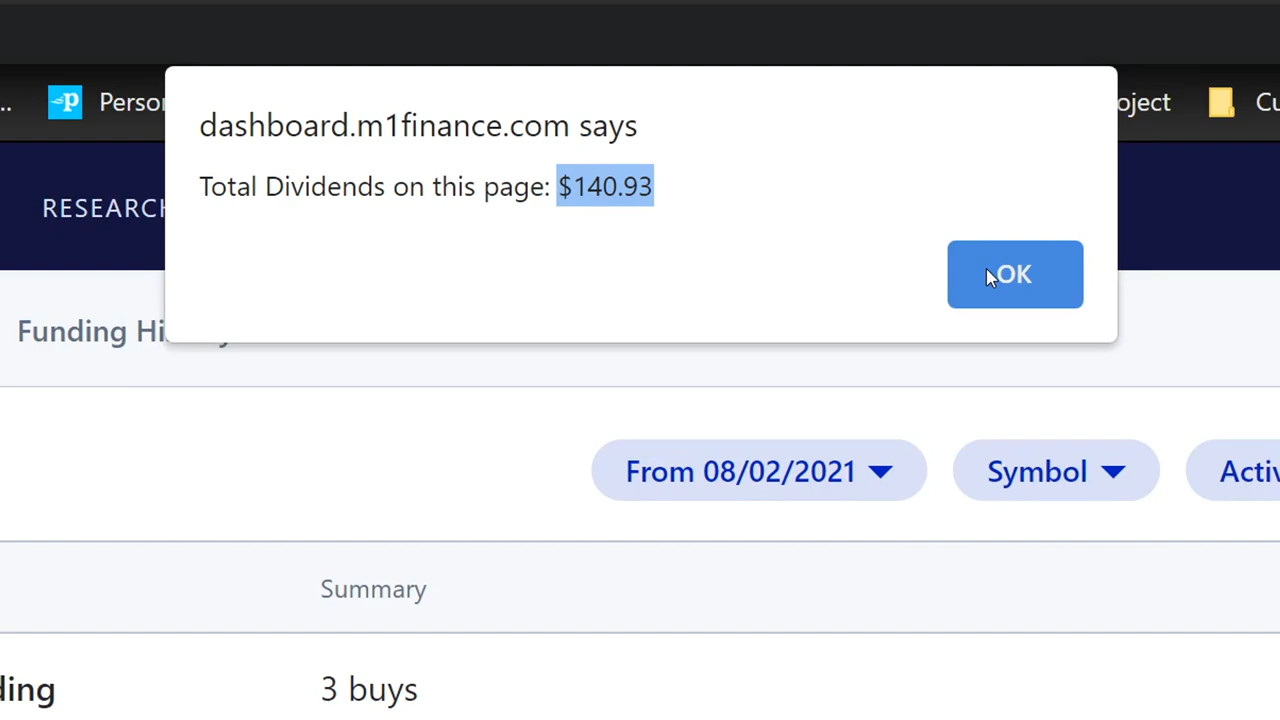 .. Person oject Cu
dashboard.m1finance.com says
Total Dividends on this page: $140.93
RESEARCH
OK
Funding Hi
From 08/02/2021 Symbol Activ
Summary
ding 3 buys